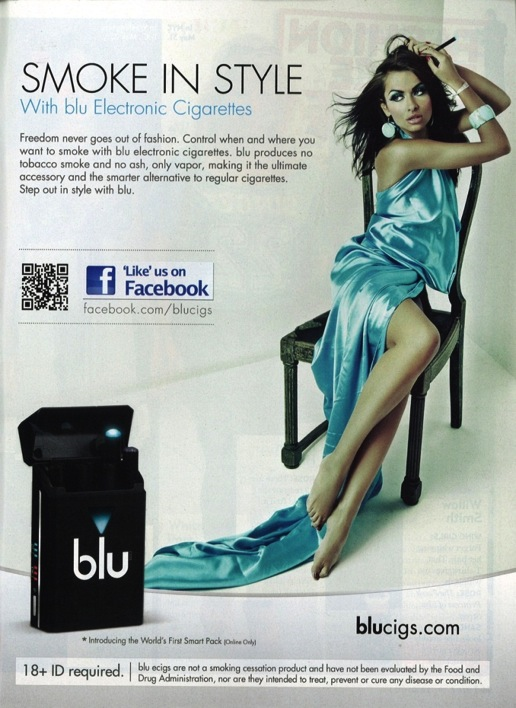 SMOKE IN STYLE
With blu Electronic Cigarettes
Freedom never goes out of fashion. Control when and where you
want to smoke with blu electronic cigarettes. blu produces no
tobacco smoke and no ash, only vapor, making it the ultimate
accessory and the smarter alternative to regular cigarettes.
Step out in style with blu.
f 'Like' us on
Facebook
facebook.com/blucigs
blu
blucigs.com
* Introducing the World's First Smart Pack (Online Only)
18+ ID required.
blu ecigs are not a smoking cessation product and have not been evaluated by the Food and
Drug Administration, nor are they intended to treat, prevent or cure any disease or condition.